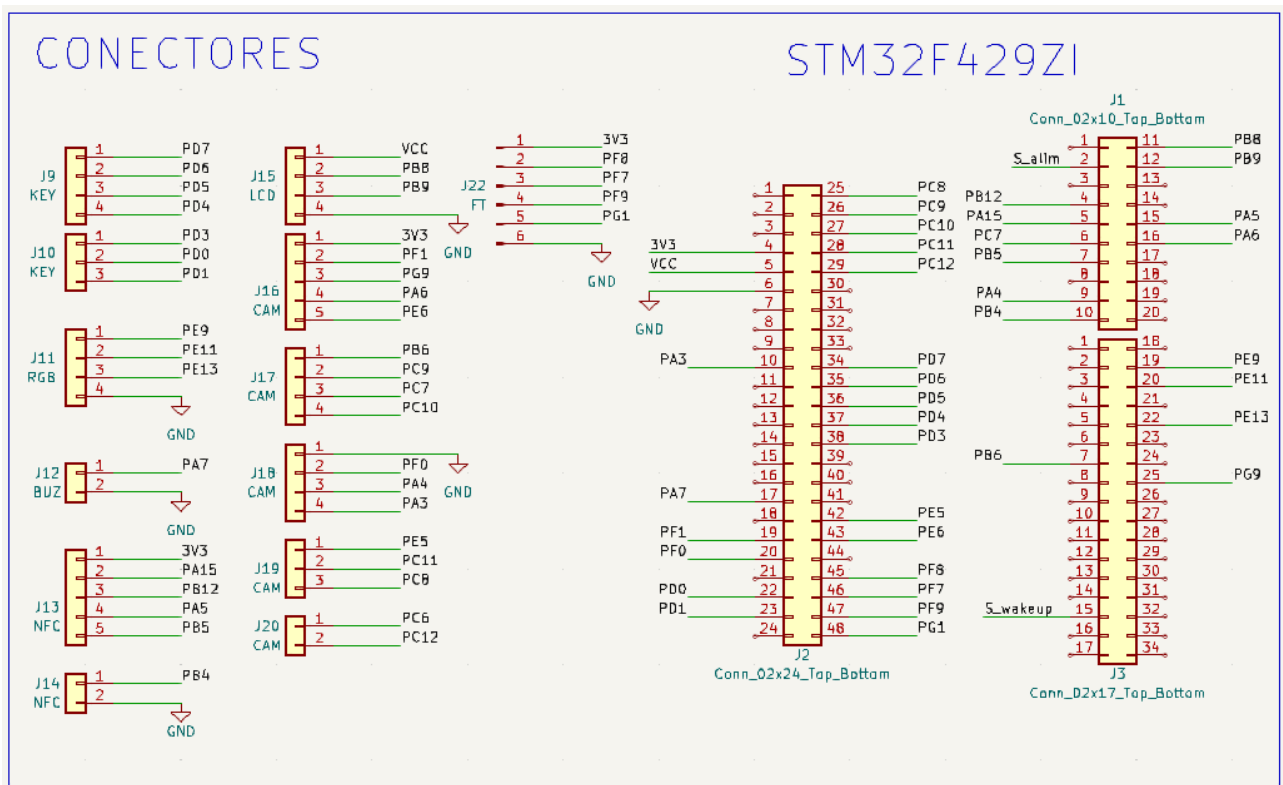 CONECTORES
STM32F429ZI
J9
KEY
1 PD7
2 PD6
3 PD5
4 PD4
J10
KEY
1 PD3
2 PD0
3 PD1
J11
RGB
1 PE9
2 PE11
3 PE13
4
GND
J12
BUZ
1 PA7
2
GND
J13
NFC
1 3V3
2 PA15
3 PB12
4 PA5
5 PB5
J14
NFC
1 PB4
2
GND
J15
LCD
1 VCC
2 PB8
3 PB9
4
GND
J16
CAM
1 3V3
2 PF1
3 PG9
4 PA6
5 PE6
J17
CAM
1 PB6
2 PC9
3 PC7
4 PC10
J18
CAM
1
2 PF0
3 PA4
4 PA3
GND
J19
CAM
1 PE5
2 PC11
3 PC8
J20
CAM
1 PC6
2 PC12
J22
FT
1 3V3
2 PF8
3 PF7
4 PF9
5 PG1
6
GND
1 25 PC8
2 26 PC9
3 27 PC10
3V3 4 28 PC11
VCC 5 29 PC12
6 30
GND
7 31
8 32
9 33
PA3 10 34 PD7
11 35 PD6
12 36 PD5
13 37 PD4
14 38 PD3
15 39
16 40
PA7 17 41
18 42 PE5
PF1 19 43 PE6
PF0 20 44
21 45 PF8
PD0 22 46 PF7
PD1 23 47 PF9
24 48 PG1
J2
Conn_02x24_Top_Bottom
J1
Conn_02x10_Top_Bottom
1 11 PB8
S_alim 2 12 PB9
3 13
PB12 4 14
PA15 5 15 PA5
PC7 6 16 PA6
PB5 7 17
8 18
PA4 9 19
PB4 10 20
1 18
2 19 PE9
3 20 PE11
4 21
5 22 PE13
6 23
PB6 7 24
8 25 PG9
9 26
10 27
11 28
12 29
13 30
14 31
S_wakeup 15 32
16 33
17 34
J3
Conn_02x17_Top_Bottom